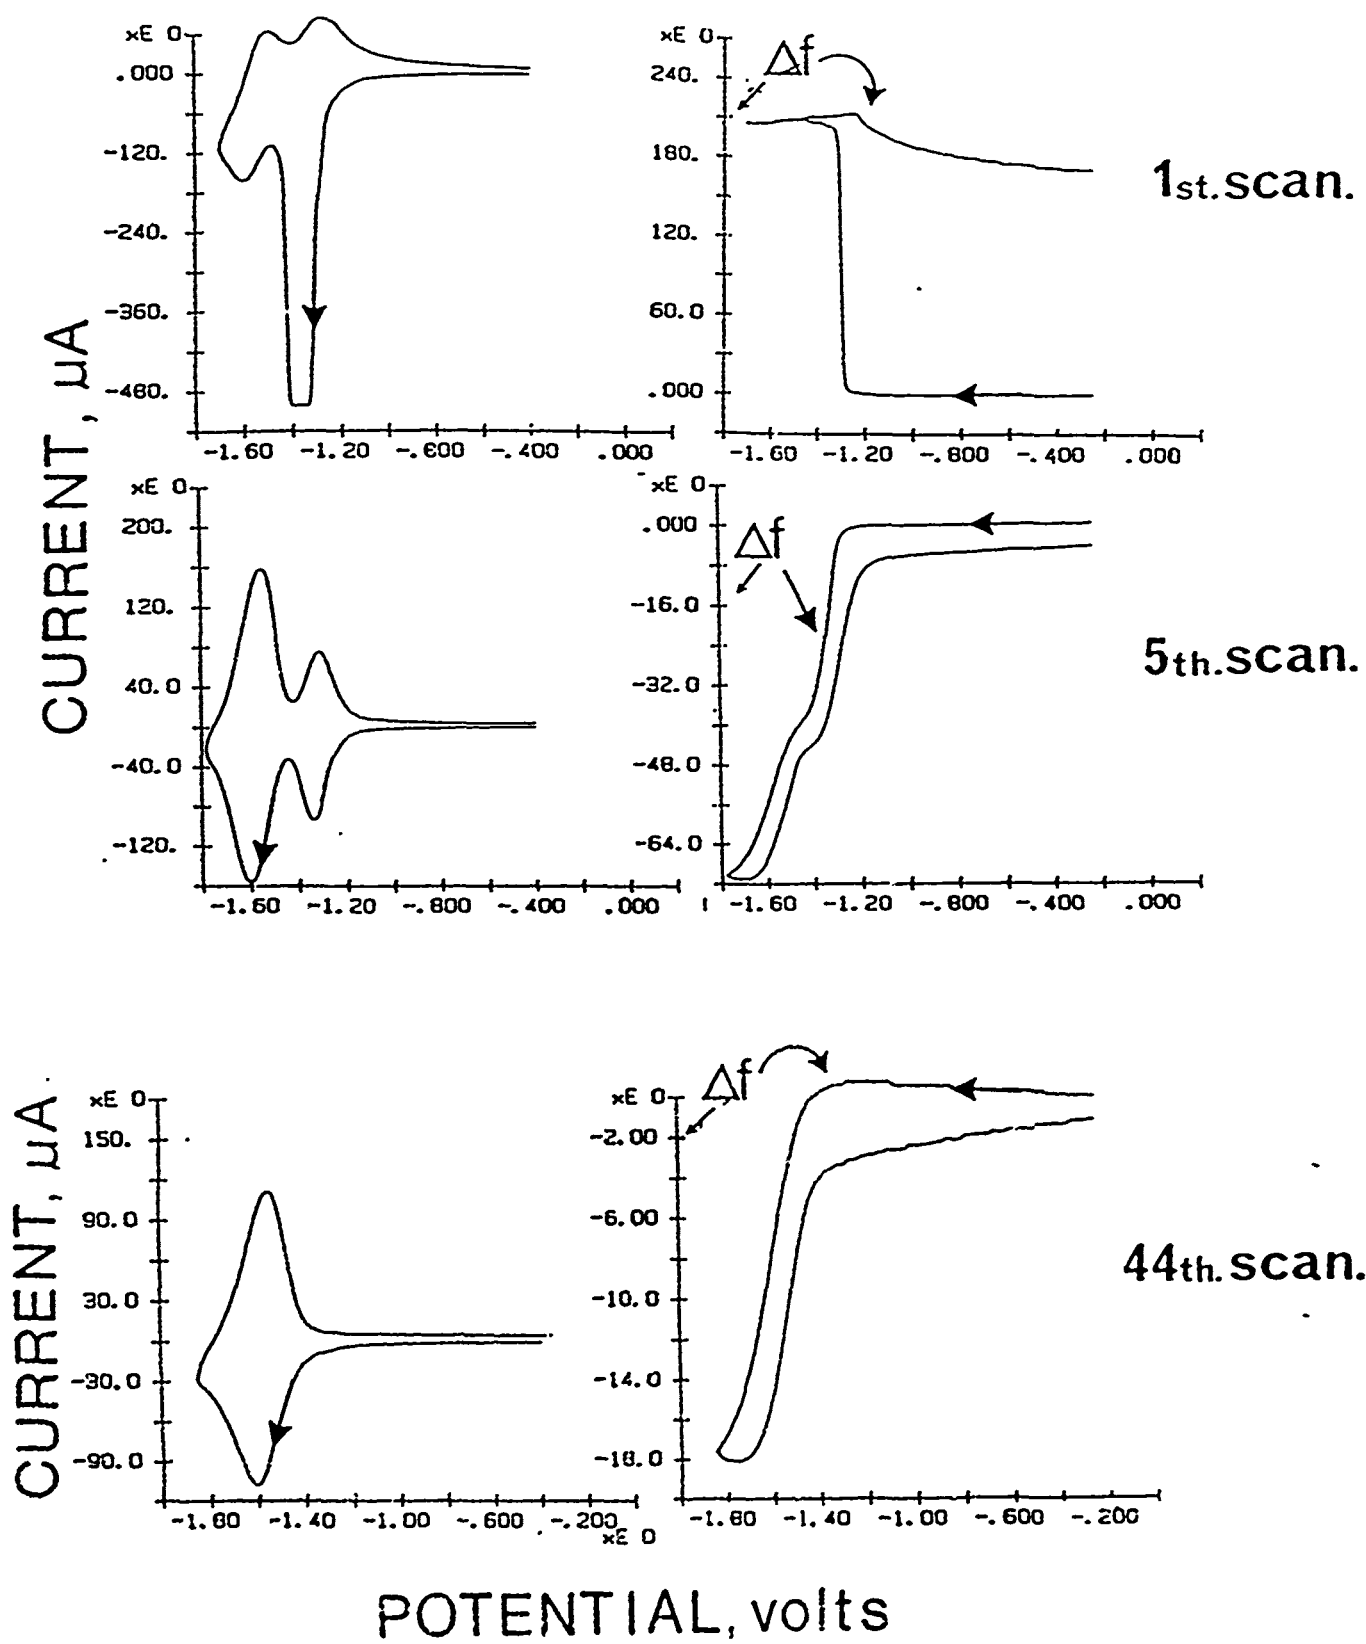 CURRENT, µA
xE 0
.000
-120.
-240.
-360.
-480.
-1.60 -1.20 -.800 -.400 .000
xE 0
240.
180.
120.
60.0
.000
-1.60 -1.20 -.800 -.400 .000
Δf
1st.scan.
xE 0
200.
120.
40.0
-40.0
-120.
-1.60 -1.20 -.800 -.400 .000
xE 0
.000
-16.0
-32.0
-48.0
-64.0
-1.60 -1.20 -.800 -.400 .000
Δf
5th.scan.
CURRENT, µA
xE 0
150.
90.0
30.0
-30.0
-90.0
-1.80 -1.40 -1.00 -.600 -.200
xE 0
xE 0
-2.00
-6.00
-10.0
-14.0
-18.0
-1.80 -1.40 -1.00 -.600 -.200
Δf
44th.scan.
POTENTIAL, volts